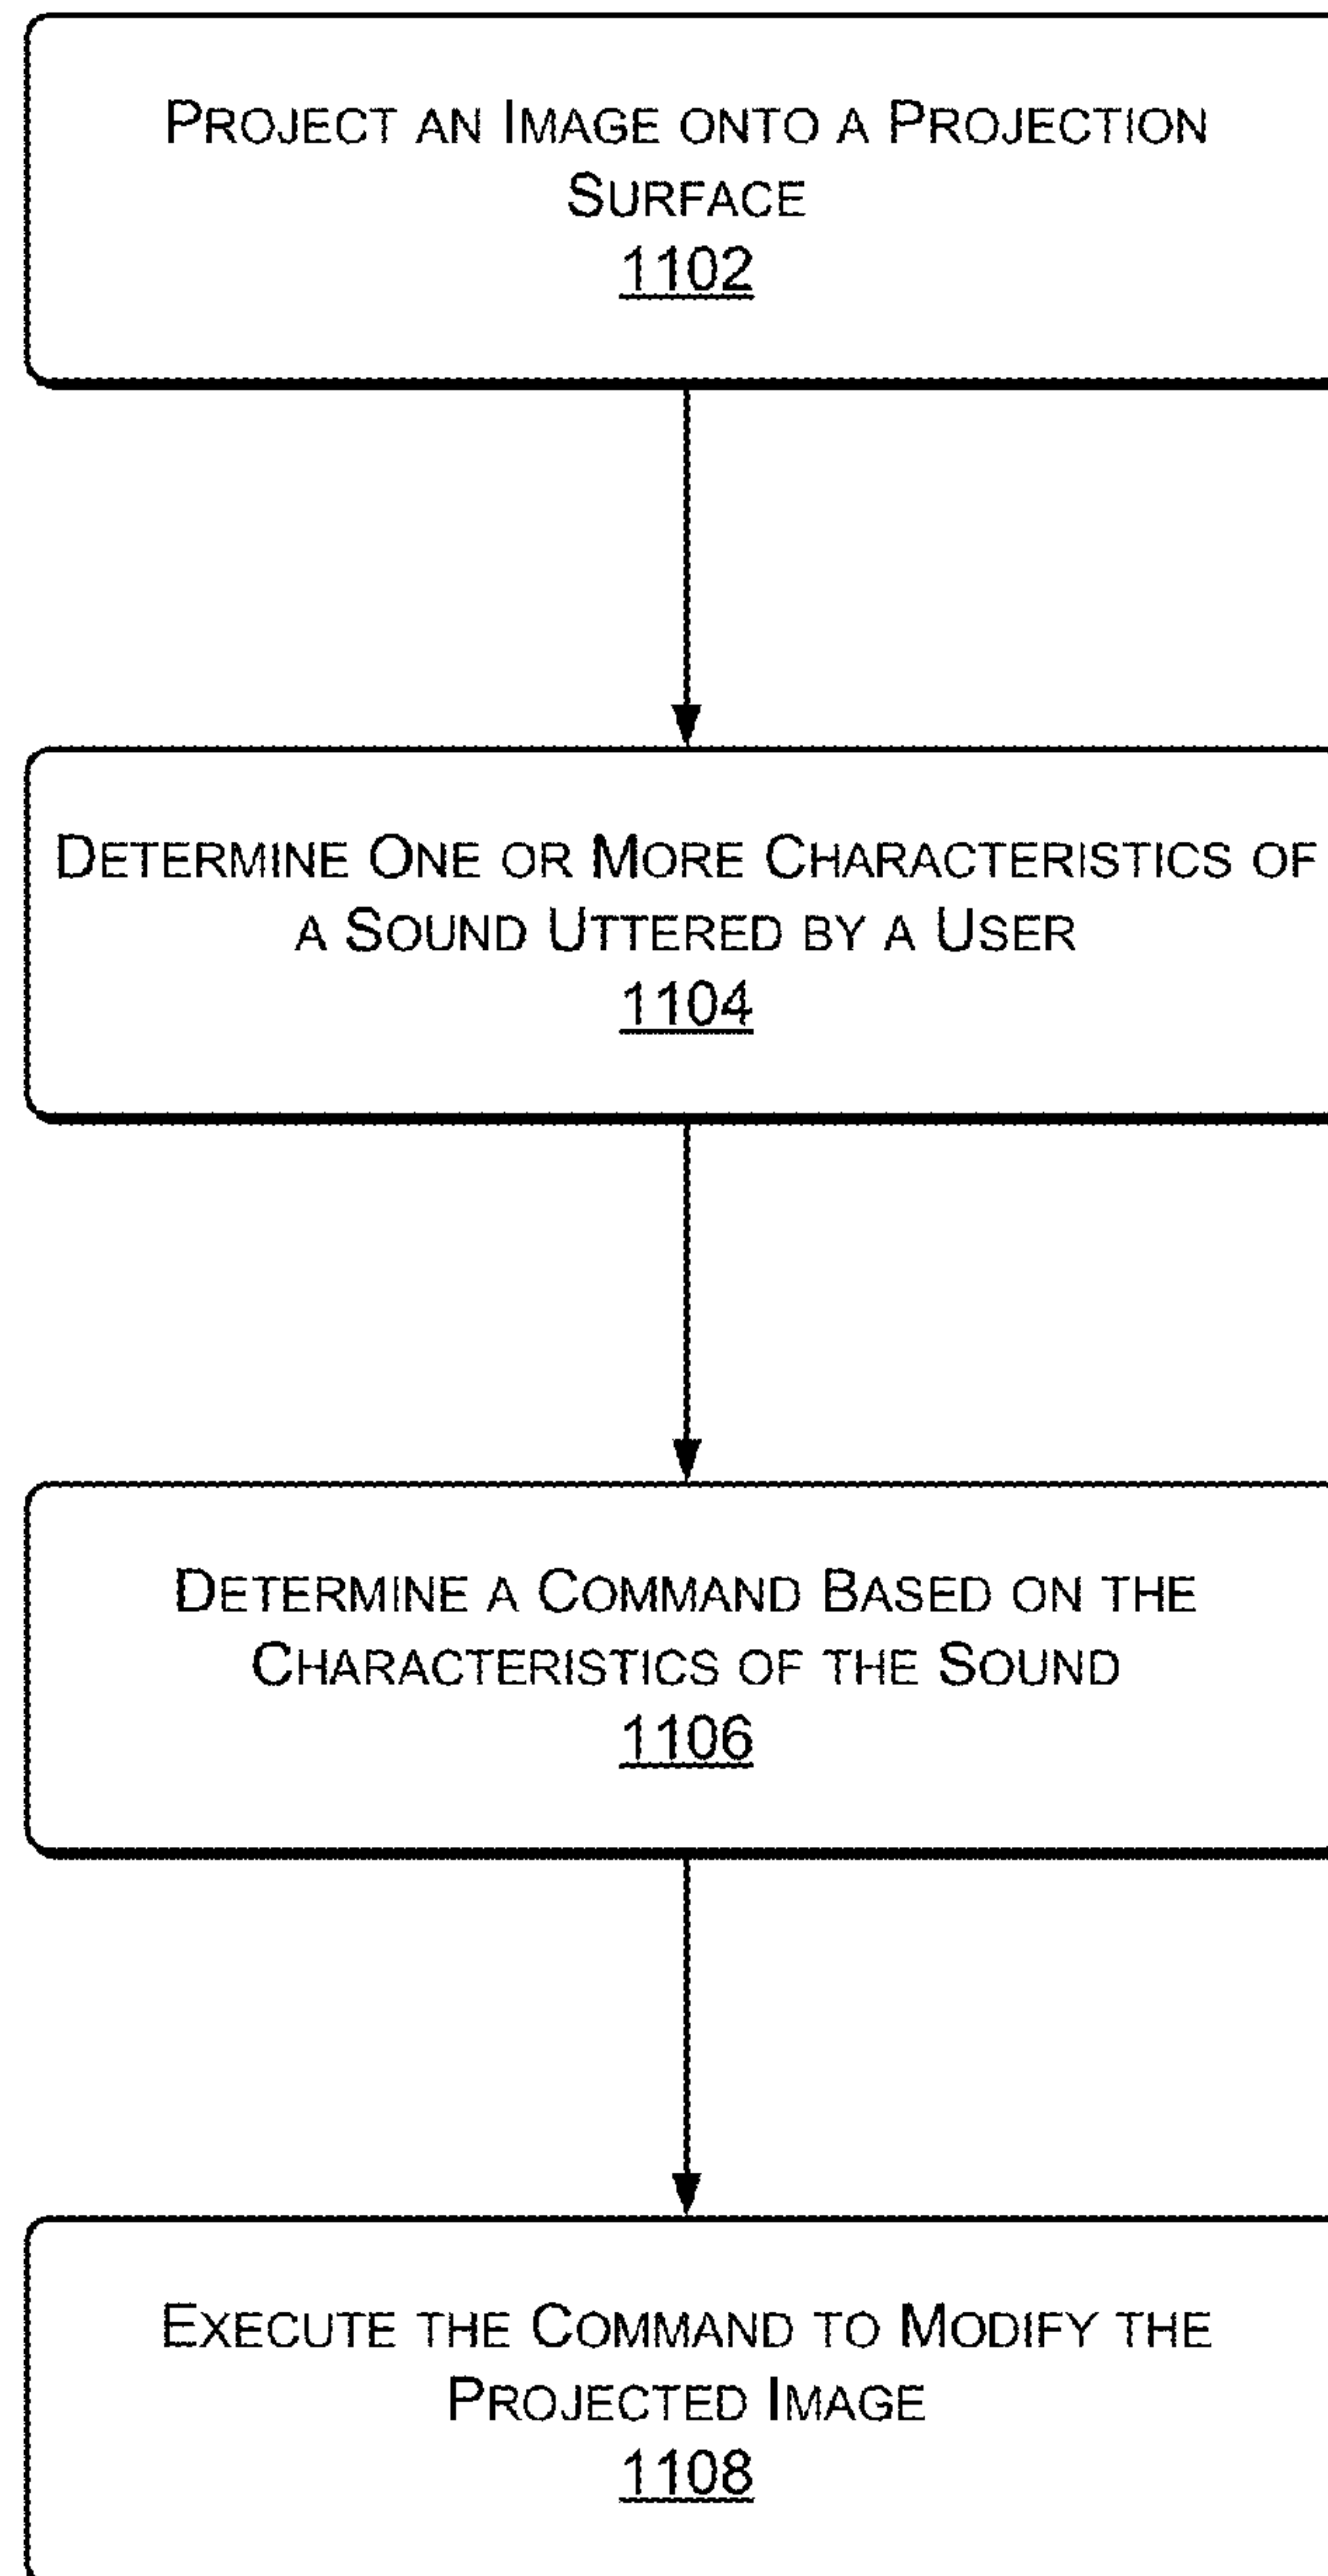 PROJECT AN IMAGE ONTO A PROJECTION
SURFACE
1102
DETERMINE ONE OR MORE CHARACTERISTICS OF
A SOUND UTTERED BY A USER
1104
DETERMINE A COMMAND BASED ON THE
CHARACTERISTICS OF THE SOUND
1106
EXECUTE THE COMMAND TO MODIFY THE
PROJECTED IMAGE
1108